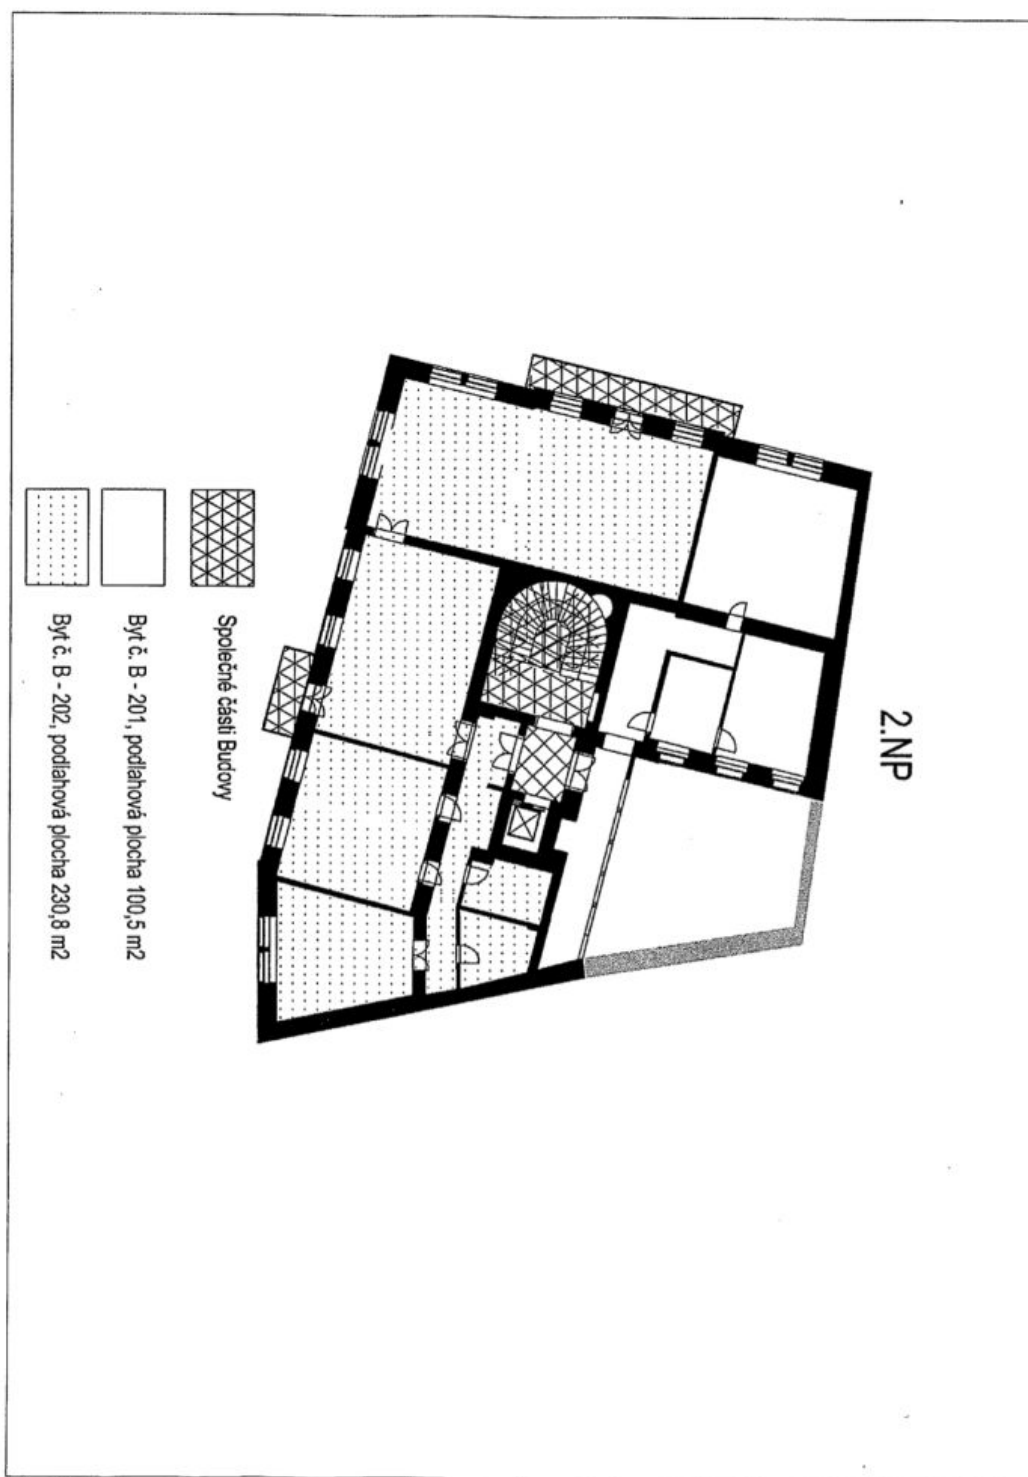 2.NP
Společné části Budovy
Byt č. B - 201, podlahová plocha 100,5 m2
Byt č. B - 202, podlahová plocha 230,8 m2